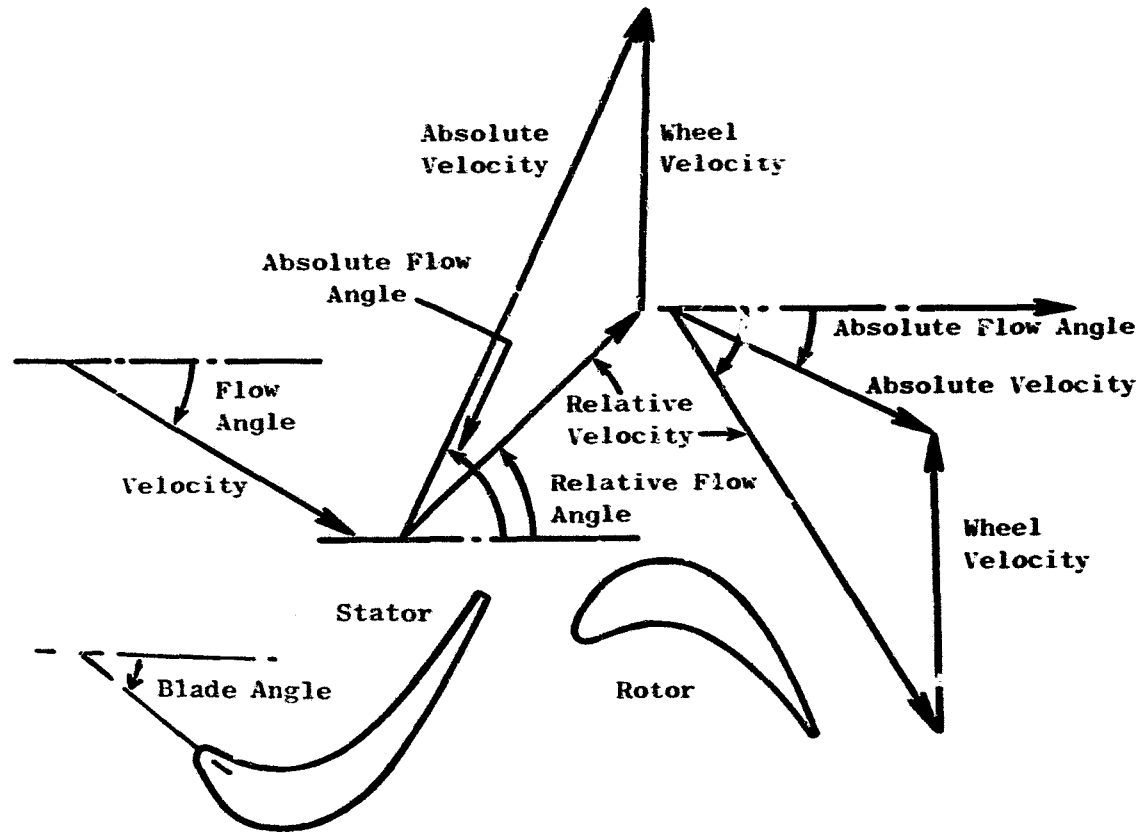 Absolute
Velocity
Wheel
Velocity
Absolute Flow
Angle
Absolute Flow Angle
Flow
Angle
Absolute Velocity
Relative
Velocity
Velocity
Relative Flow
Angle
Wheel
Velocity
Stator
Blade Angle
Rotor